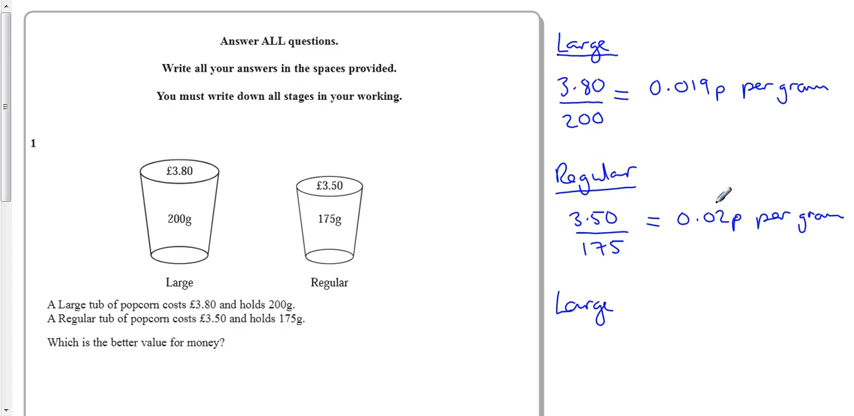 Answer ALL questions.
Write all your answers in the spaces provided.
You must write down all stages in your working.
1
£3.80
200g
Large
£3.50
175g
Regular
A Large tub of popcorn costs £3.80 and holds 200g.
A Regular tub of popcorn costs £3.50 and holds 175g.
Which is the better value for money?
Large
3.80
200
= 0.019p per gram
Regular
3.50
175
= 0.02p per gram
Large